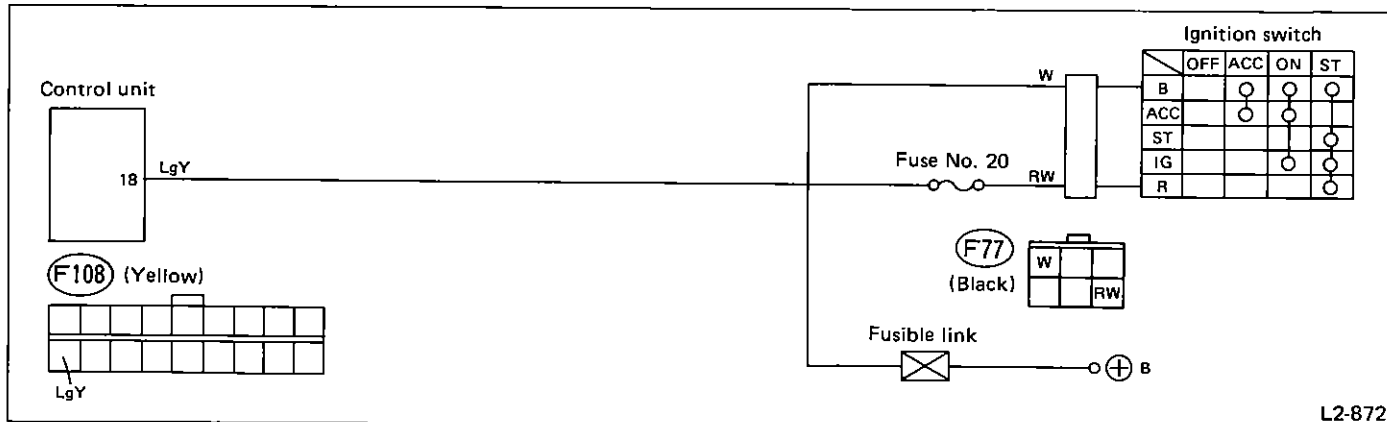 Ignition switch
OFF ACC ON ST
B
ACC
ST
IG
R
W
RW
Control unit
18
LgY
Fuse No. 20
F108 (Yellow)
LgY
F77
(Black)
W
RW
Fusible link
B
L2-872